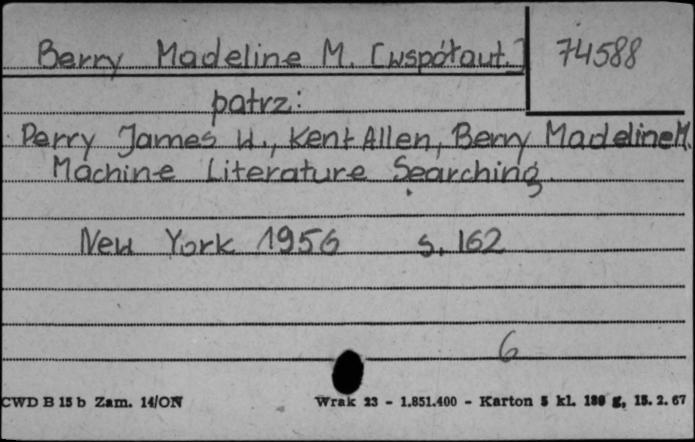 Berry Madeline M. [współaut.] 74588
patrz:
Perry James W., Kent Allen, Berry Madeline M.
Machine Literature Searching.
New York 1956 s. 162
6
CWD B 15 b Zam. 14/ON Wrak 23 - 1.851.400 - Karton 5 kl. 180 g, 15. 2. 67